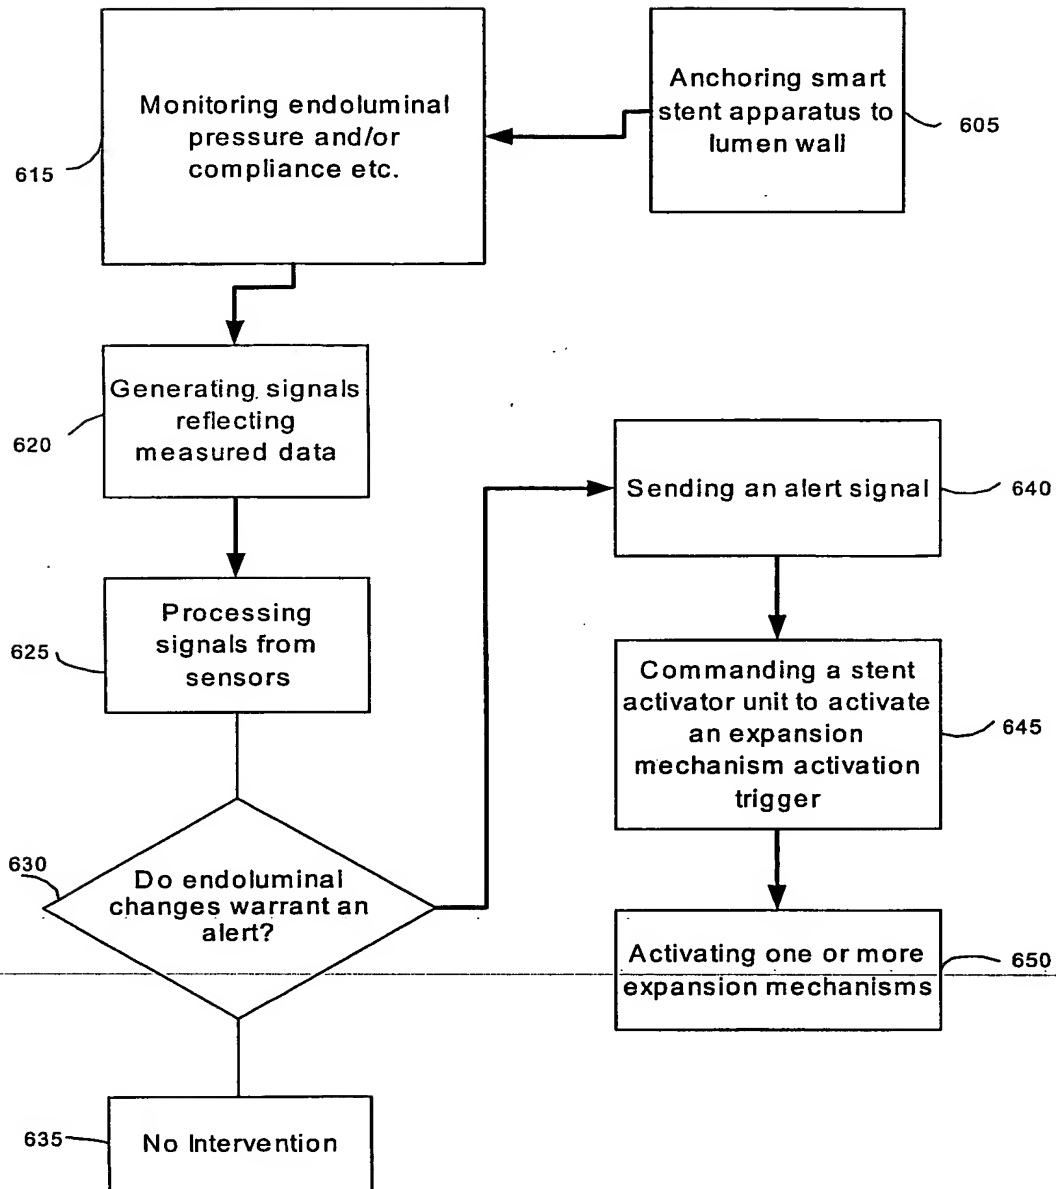 Anchoring smart
stent apparatus to
lumen wall
605
Monitoring endoluminal
pressure and/or
compliance etc.
615
Generating signals
reflecting
measured data
620
Processing
signals from
sensors
625
Do endoluminal
changes warrant an
alert?
630
No Intervention
635
Sending an alert signal
640
Commanding a stent
activator unit to activate
an expansion
mechanism activation
trigger
645
Activating one or more
expansion mechanisms
650